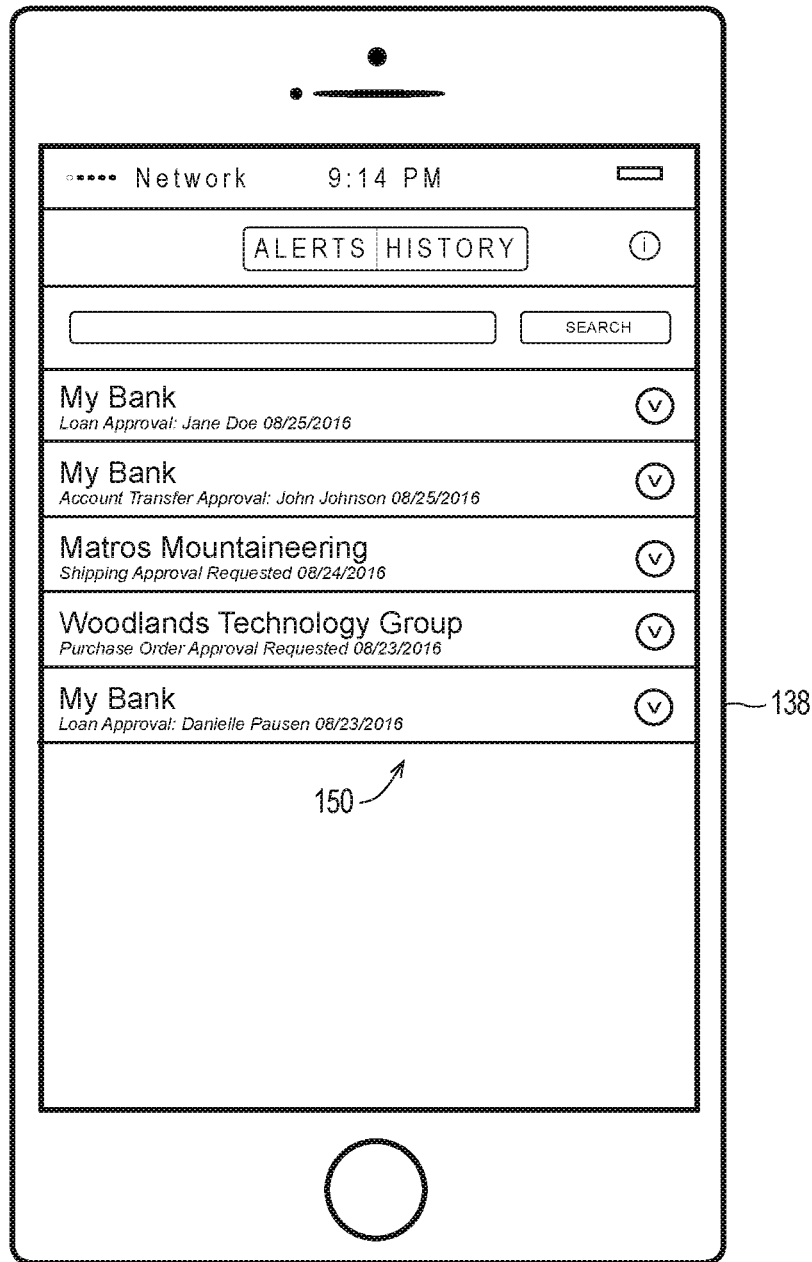 Network 9:14 PM
ALERTS HISTORY i
SEARCH
My Bank
Loan Approval: Jane Doe 08/25/2016
My Bank
Account Transfer Approval: John Johnson 08/25/2016
Matros Mountaineering
Shipping Approval Requested 08/24/2016
Woodlands Technology Group
Purchase Order Approval Requested 08/23/2016
My Bank
Loan Approval: Danielle Pausen 08/23/2016
138
150